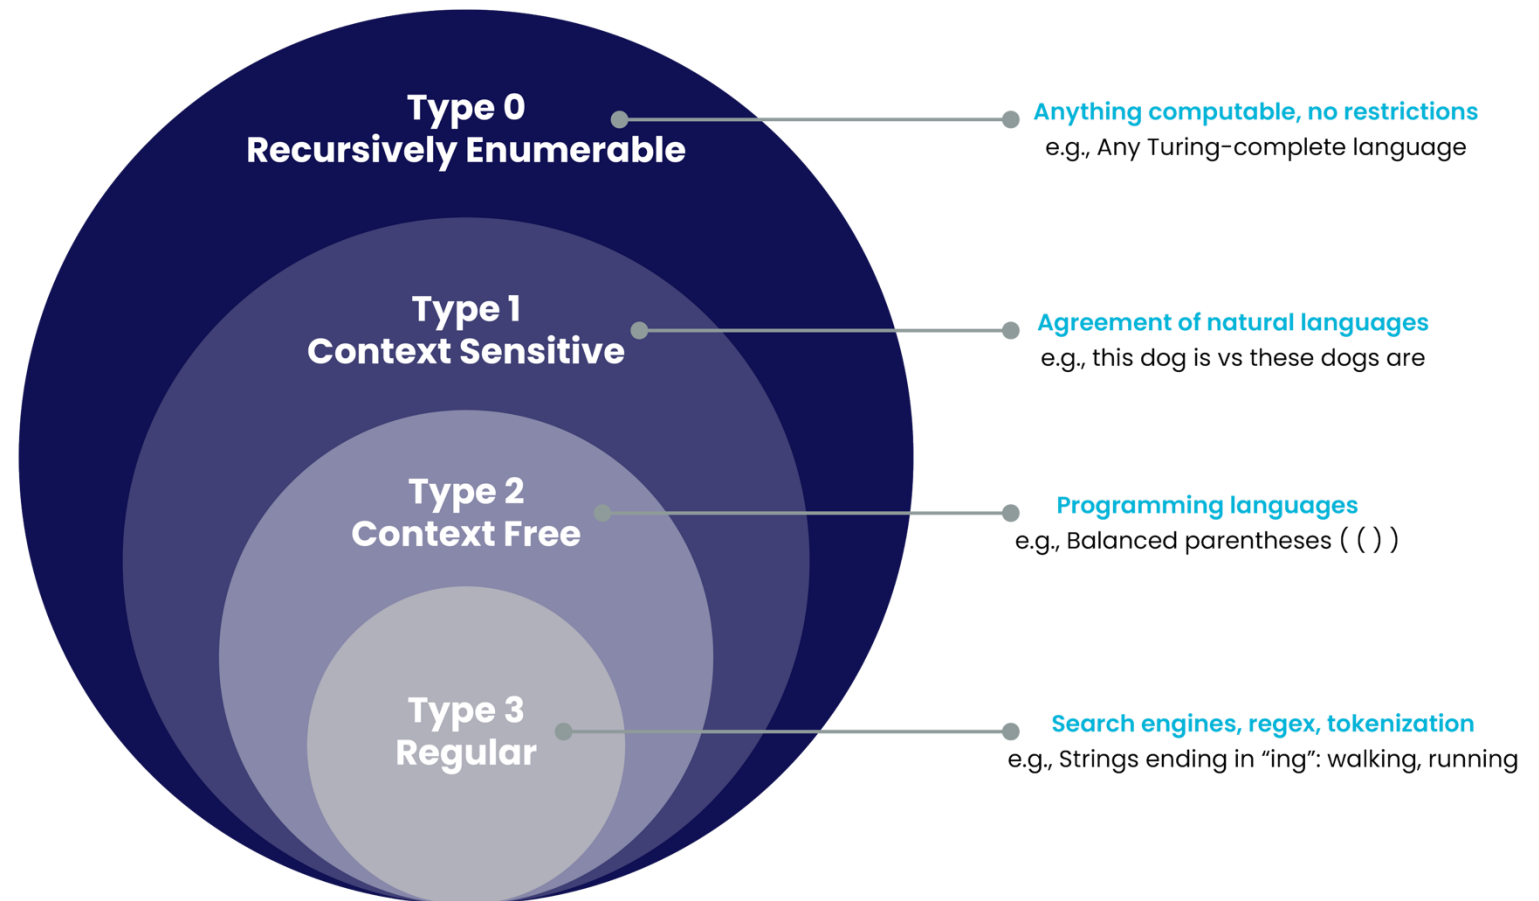 Type 0
Recursively Enumerable
Anything computable, no restrictions
e.g., Any Turing-complete language
Type 1
Context Sensitive
Agreement of natural languages
e.g., this dog is vs these dogs are
Type 2
Context Free
Programming languages
e.g., Balanced parentheses ( ( ) )
Type 3
Regular
Search engines, regex, tokenization
e.g., Strings ending in “ing”: walking, running